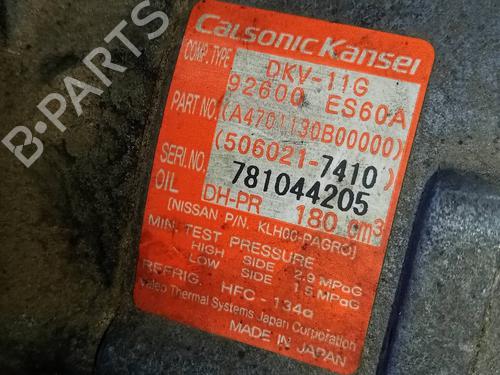 CALSONIC KANSEI
COMP. TYPE DKV-11G
92600 ES60A
PART NO. (A4701130B00000)
(506021-7410)
SERI. NO. 781044205
OIL DH-PR 180 cm3
(NISSAN P/N. KLH00-PAGR0)
MIN. TEST PRESSURE
HIGH SIDE 2.9 MPaG
LOW SIDE 1.5 MPaG
REFRIG. HFC-134a
Valeo Thermal Systems Japan Corporation
MADE IN JAPAN
B-PARTS